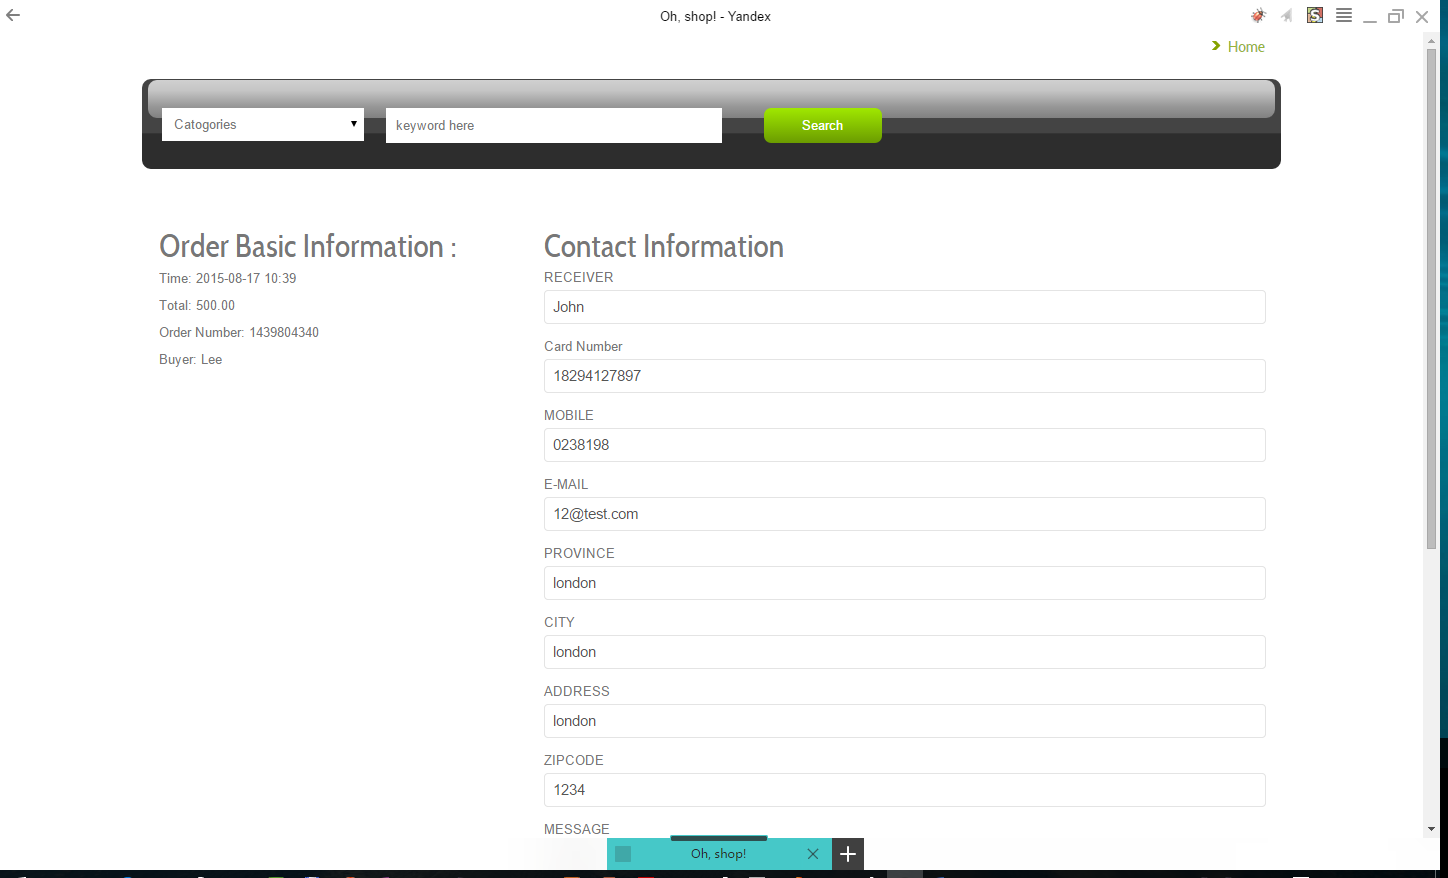 Oh, shop! - Yandex
Home
Catogories
keyword here
Search
Order Basic Information :
Time: 2015-08-17 10:39
Total: 500.00
Order Number: 1439804340
Buyer: Lee
Contact Information
RECEIVER
John
Card Number
18294127897
MOBILE
0238198
E-MAIL
12@test.com
PROVINCE
london
CITY
london
ADDRESS
london
ZIPCODE
1234
MESSAGE
Oh, shop!